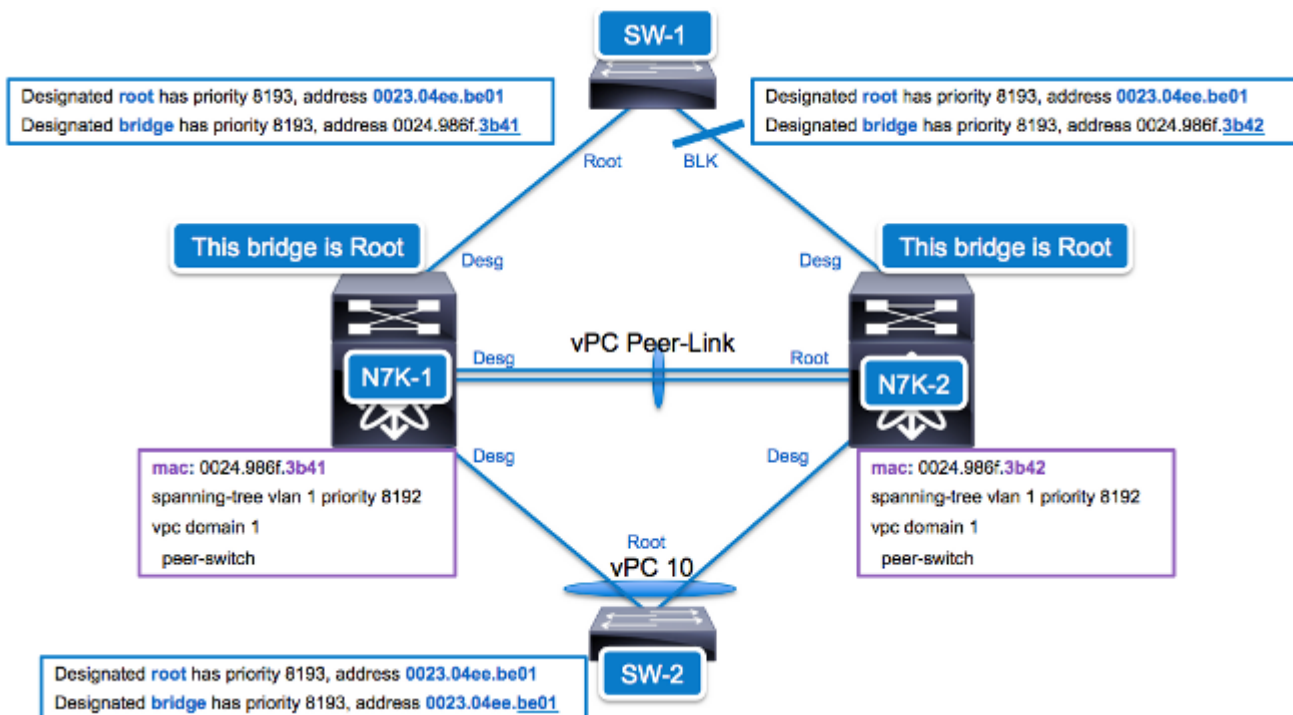 SW-1
Designated root has priority 8193, address 0023.04ee.be01
Designated bridge has priority 8193, address 0024.986f.3b41
Designated root has priority 8193, address 0023.04ee.be01
Designated bridge has priority 8193, address 0024.986f.3b42
Root
BLK
This bridge is Root
This bridge is Root
Desg
Desg
vPC Peer-Link
Desg
Root
N7K-1
N7K-2
Desg
Desg
mac: 0024.986f.3b41
spanning-tree vlan 1 priority 8192
vpc domain 1
peer-switch
mac: 0024.986f.3b42
spanning-tree vlan 1 priority 8192
vpc domain 1
peer-switch
Root
vPC 10
SW-2
Designated root has priority 8193, address 0023.04ee.be01
Designated bridge has priority 8193, address 0023.04ee.be01